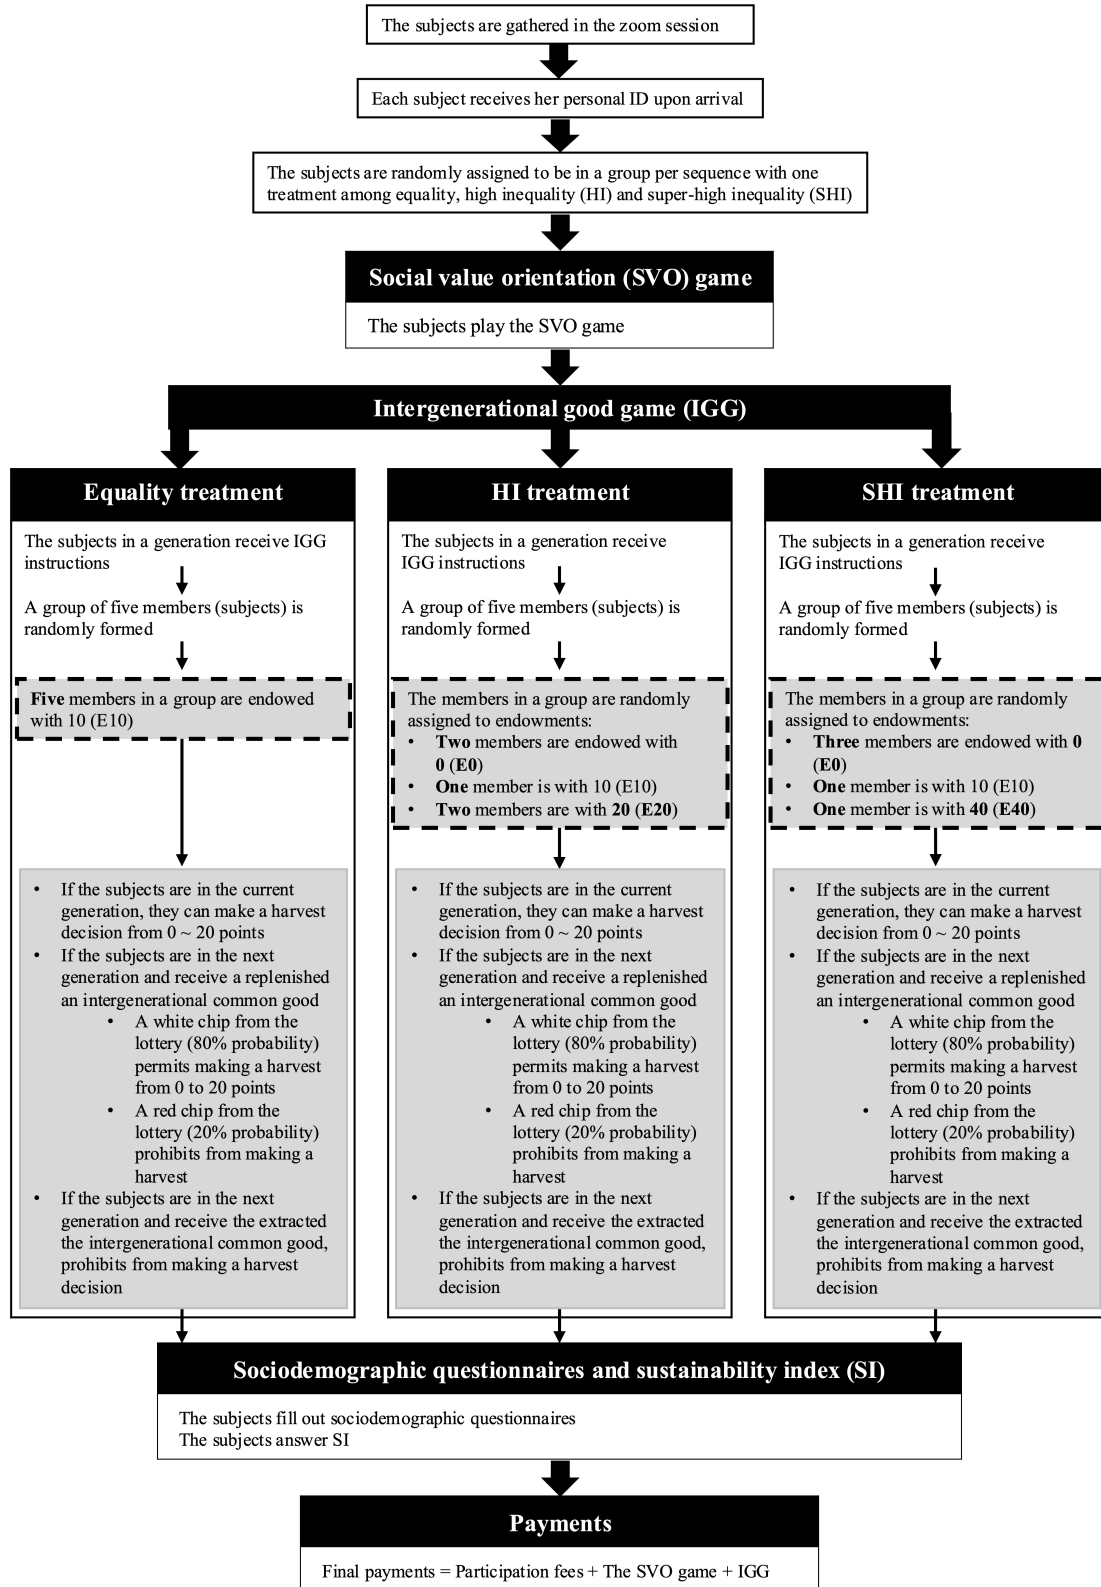 The subjects are gathered in the zoom session
Each subject receives her personal ID upon arrival
The subjects are randomly assigned to be in a group per sequence with one
treatment among equality, high inequality (HI) and super-high inequality (SHI)
Social value orientation (SVO) game
The subjects play the SVO game
Intergenerational good game (IGG)
Equality treatment
The subjects in a generation receive IGG
instructions
A group of five members (subjects) is
randomly formed
Five members in a group are endowed
with 10 (E10)
• If the subjects are in the current
generation, they can make a harvest
decision from 0 ~ 20 points
• If the subjects are in the next
generation and receive a replenished
an intergenerational common good
• A white chip from the
lottery (80% probability)
permits making a harvest
from 0 to 20 points
• A red chip from the
lottery (20% probability)
prohibits from making a
harvest
• If the subjects are in the next
generation and receive the extracted
the intergenerational common good,
prohibits from making a harvest
decision
HI treatment
The subjects in a generation receive
IGG instructions
A group of five members (subjects) is
randomly formed
The members in a group are randomly
assigned to endowments:
• Two members are endowed with
0 (E0)
• One member is with 10 (E10)
• Two members are with 20 (E20)
• If the subjects are in the current
generation, they can make a harvest
decision from 0 ~ 20 points
• If the subjects are in the next
generation and receive a replenished
an intergenerational common good
• A white chip from the
lottery (80% probability)
permits making a harvest
from 0 to 20 points
• A red chip from the
lottery (20% probability)
prohibits from making a
harvest
• If the subjects are in the next
generation and receive the extracted
the intergenerational common good,
prohibits from making a harvest
decision
SHI treatment
The subjects in a generation receive
IGG instructions
A group of five members (subjects) is
randomly formed
The members in a group are randomly
assigned to endowments:
• Three members are endowed with 0
(E0)
• One member is with 10 (E10)
• One member is with 40 (E40)
• If the subjects are in the current
generation, they can make a harvest
decision from 0 ~ 20 points
• If the subjects are in the next
generation and receive a replenished
an intergenerational common good
• A white chip from the
lottery (80% probability)
permits making a harvest
from 0 to 20 points
• A red chip from the
lottery (20% probability)
prohibits from making a
harvest
• If the subjects are in the next
generation and receive the extracted
the intergenerational common good,
prohibits from making a harvest
decision
Sociodemographic questionnaires and sustainability index (SI)
The subjects fill out sociodemographic questionnaires
The subjects answer SI
Payments
Final payments = Participation fees + The SVO game + IGG